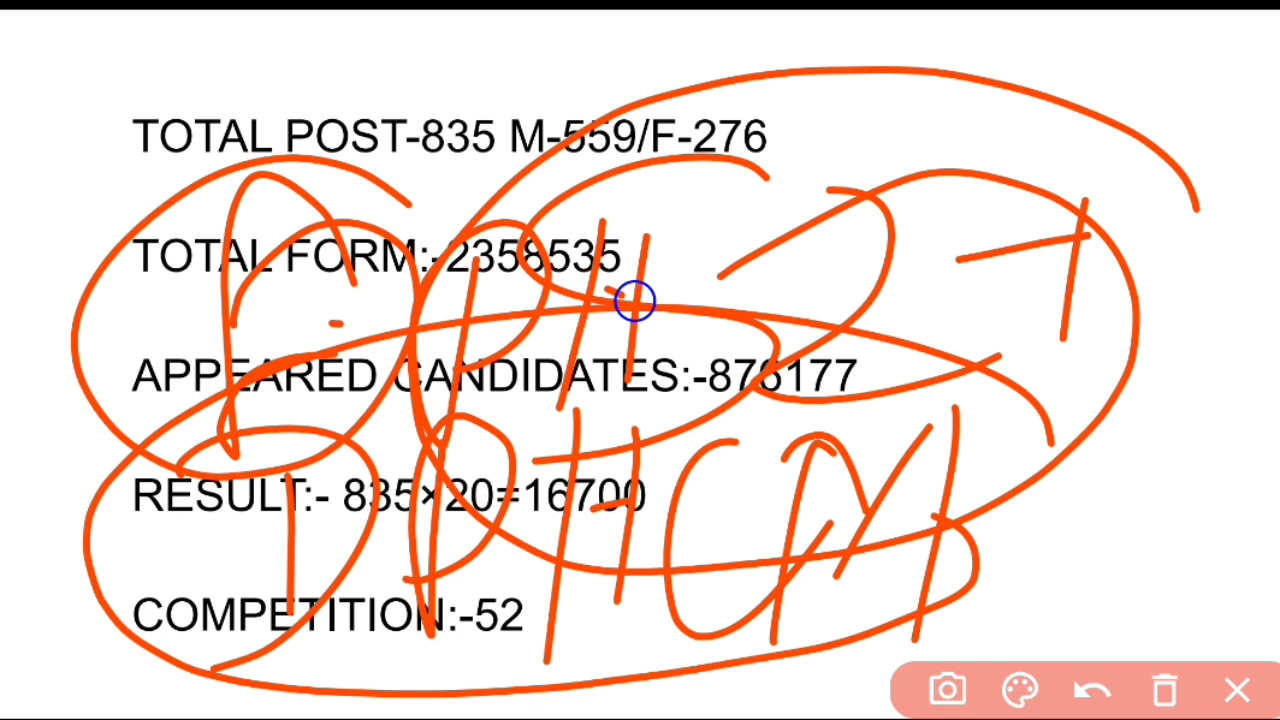 TOTAL POST-835 M-559/F-276
TOTAL FORM:-2358535
APPEARED CANDIDATES:-876177
RESULT:- 835×20=16700
COMPETITION:-52